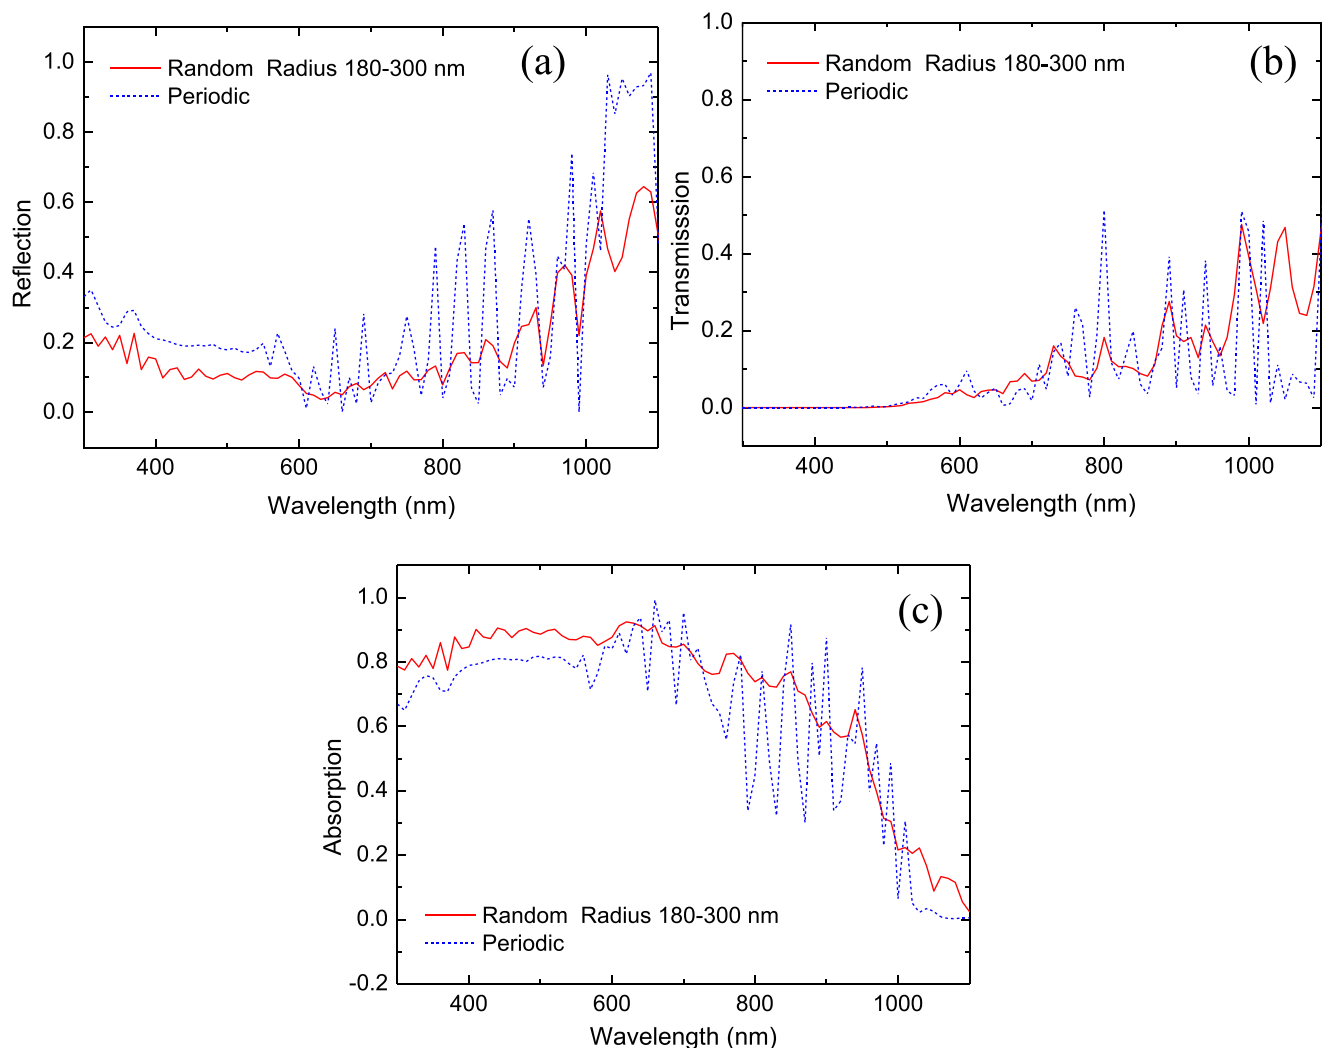 (a)
Random Radius 180-300 nm
Periodic
1.0
0.8
0.6
0.4
0.2
0.0
Reflection
400
600
800
1000
Wavelength (nm)
(b)
Random Radius 180-300 nm
Periodic
1.0
0.8
0.6
0.4
0.2
0.0
Transmisssion
400
600
800
1000
Wavelength (nm)
(c)
1.0
0.8
0.6
0.4
0.2
0.0
-0.2
Absorption
Random Radius 180-300 nm
Periodic
400
600
800
1000
Wavelength (nm)